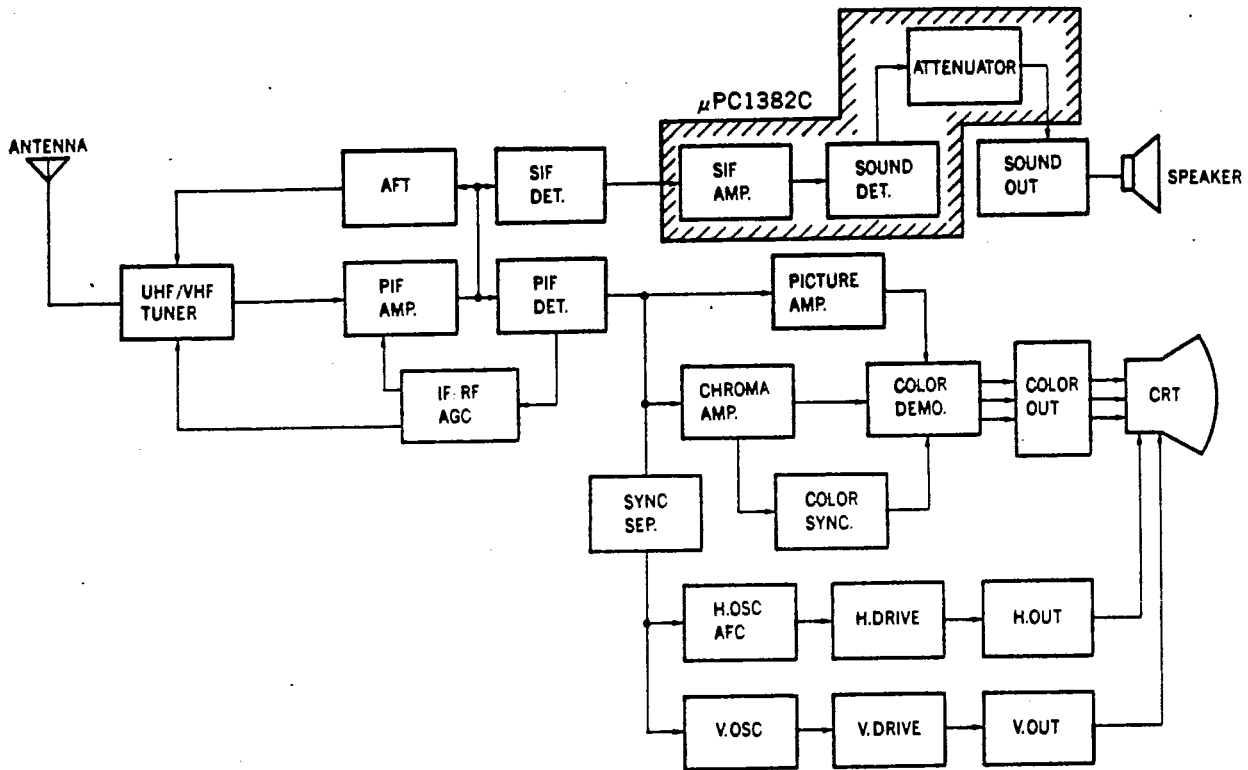 μPC1382C
ATTENUATOR
ANTENNA
AFT
SIF
DET.
SIF
AMP.
SOUND
DET.
SOUND
OUT
SPEAKER
UHF/VHF
TUNER
PIF
AMP.
PIF
DET.
PICTURE
AMP.
IF: RF
AGC
CHROMA
AMP.
COLOR
DEMO.
COLOR
OUT
CRT
SYNC
SEP.
COLOR
SYNC.
H.OSC
AFC
H.DRIVE
H.OUT
V.OSC
V.DRIVE
V.OUT